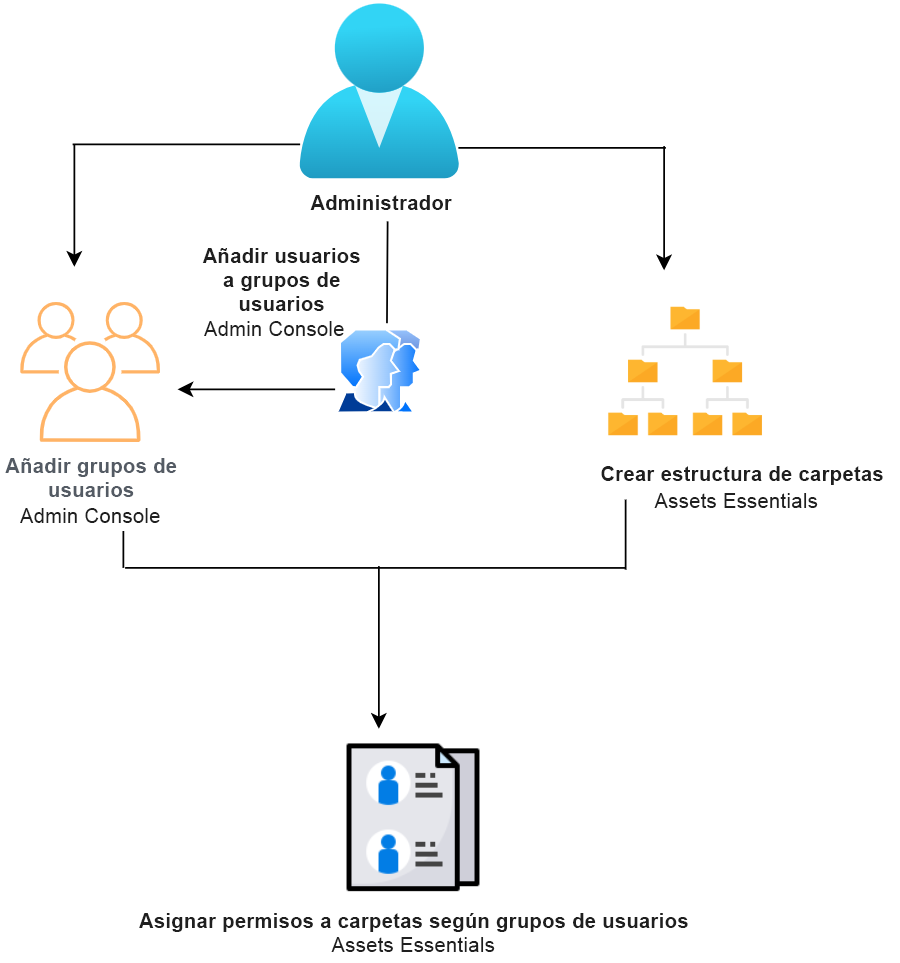 Administrador
Añadir usuarios
a grupos de
usuarios
Admin Console
Añadir grupos de
usuarios
Admin Console
Crear estructura de carpetas
Assets Essentials
Asignar permisos a carpetas según grupos de usuarios
Assets Essentials